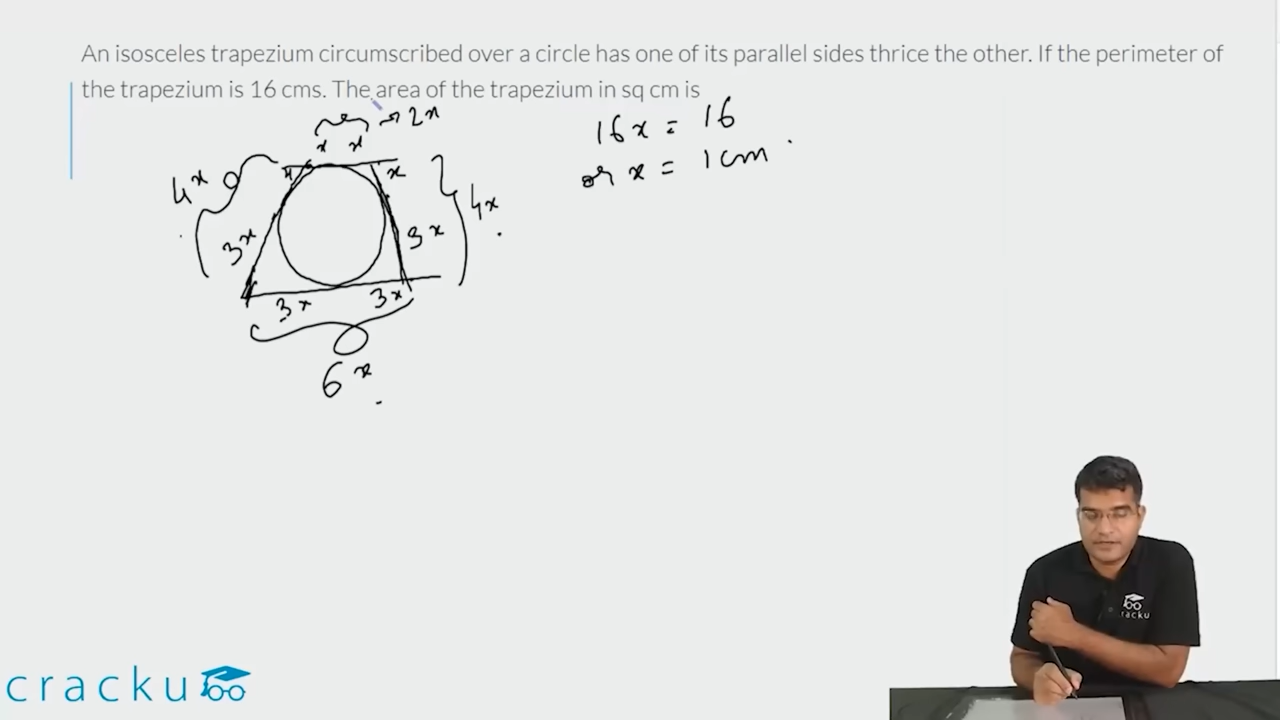 An isosceles trapezium circumscribed over a circle has one of its parallel sides thrice the other. If the perimeter of
the trapezium is 16 cms. The area of the trapezium in sq cm is
2x
16x = 16
or x = 1cm
x x
x x
4x
4x
3x
3x
3x 3x
6x
cracku
cracku